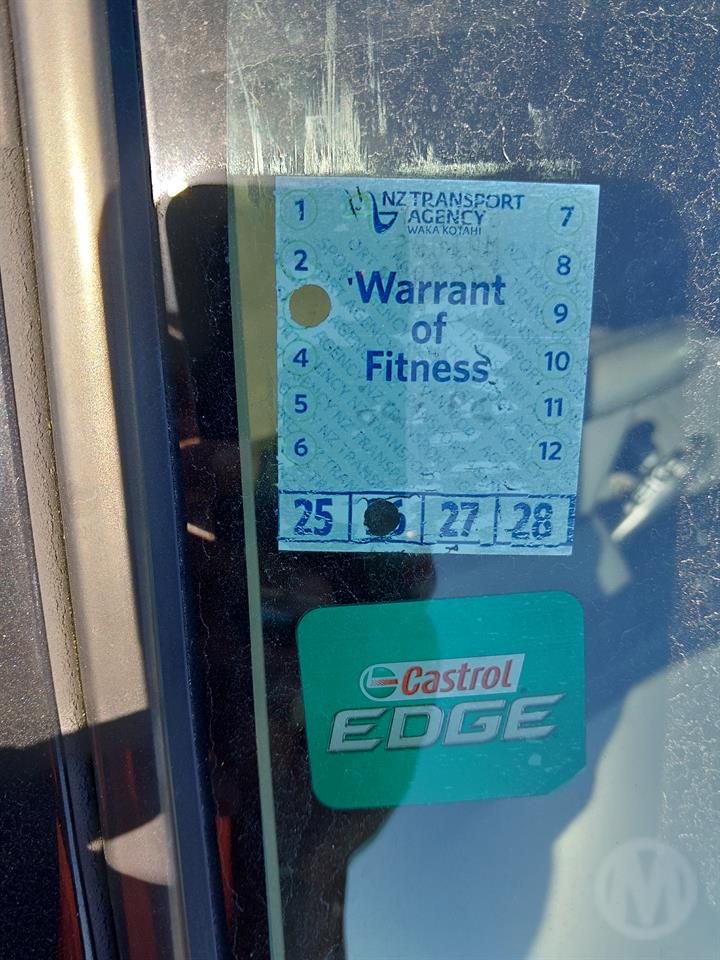 NZ TRANSPORT
AGENCY
WAKA KOTAHI
1
7
2
8
Warrant
of
Fitness
9
4
10
5
11
6
12
25
27
28
Castrol
EDGE
M